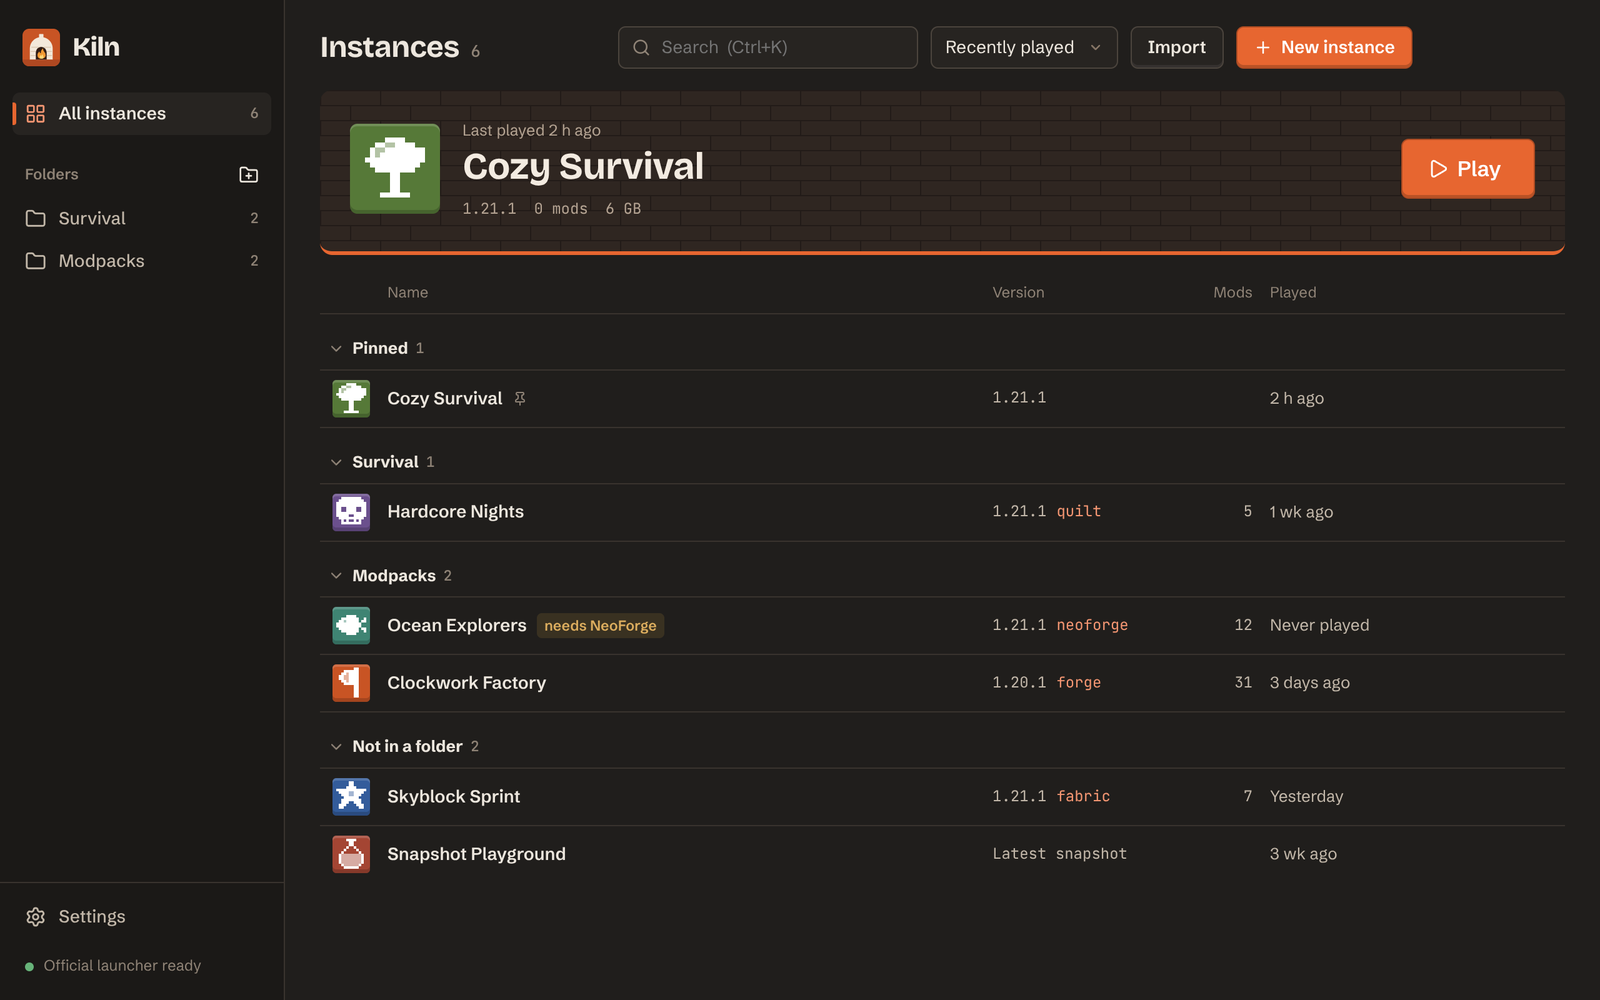 Kiln
All instances 6
Folders
Survival 2
Modpacks 2
Settings
Official launcher ready
Instances 6
Search (Ctrl+K)
Recently played
Import
New instance
Last played 2 h ago
Cozy Survival
1.21.1 0 mods 6 GB
Play
Name Version Mods Played
Pinned 1
Cozy Survival 1.21.1 2 h ago
Survival 1
Hardcore Nights 1.21.1 quilt 5 1 wk ago
Modpacks 2
Ocean Explorers needs NeoForge 1.21.1 neoforge 12 Never played
Clockwork Factory 1.20.1 forge 31 3 days ago
Not in a folder 2
Skyblock Sprint 1.21.1 fabric 7 Yesterday
Snapshot Playground Latest snapshot 3 wk ago